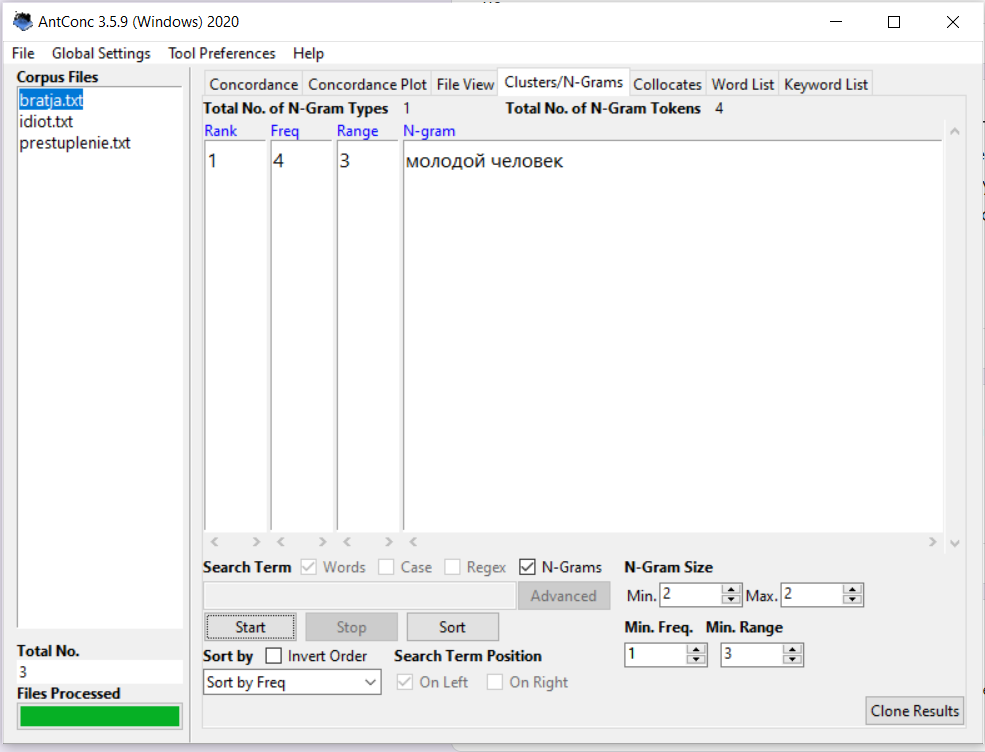 AntConc 3.5.9 (Windows) 2020
File Global Settings Tool Preferences Help
Corpus Files
bratja.txt
idiot.txt
prestuplenie.txt
Total No.
3
Files Processed
Concordance Concordance Plot File View Clusters/N-Grams Collocates Word List Keyword List
Total No. of N-Gram Types 1 Total No. of N-Gram Tokens 4
Rank Freq Range N-gram
1 4 3 молодой человек
Search Term Words Case Regex N-Grams N-Gram Size
Advanced Min. 2 Max. 2
Start Stop Sort Min. Freq. Min. Range
1 3
Sort by Invert Order Search Term Position
Sort by Freq On Left On Right
Clone Results